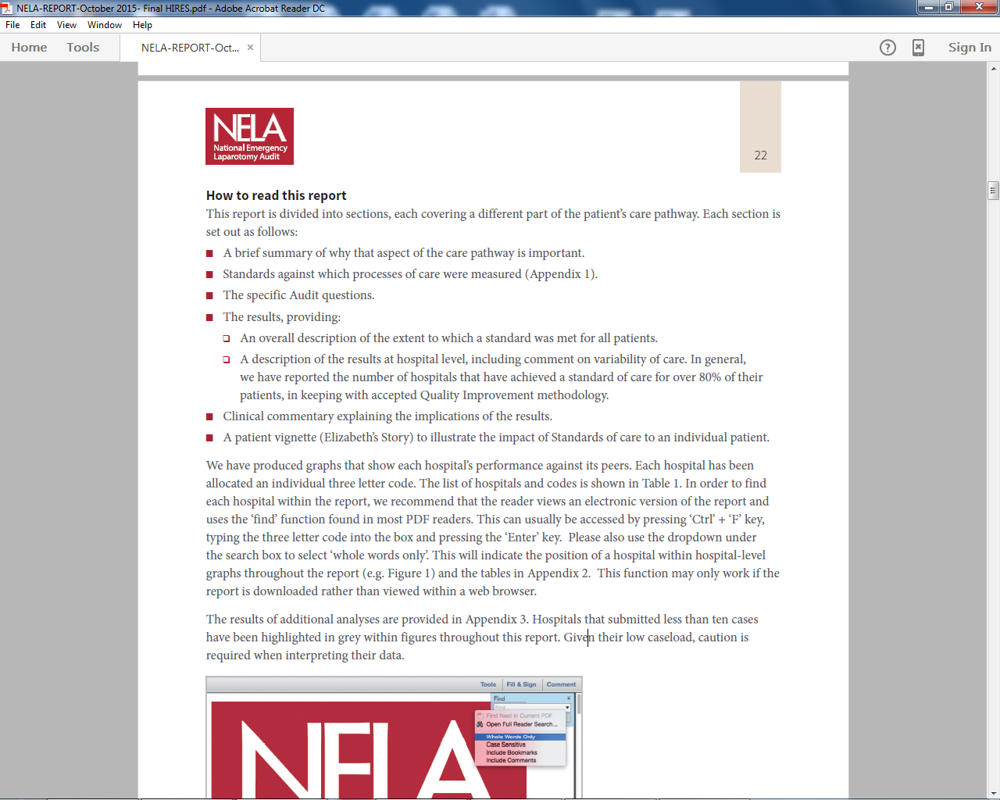 NELA-REPORT-October 2015- Final HIRES.pdf - Adobe Acrobat Reader DC
File Edit View Window Help
Home Tools NELA-REPORT-Oct... × ? Sign In
NELA
National Emergency
Laparotomy Audit
22
How to read this report
This report is divided into sections, each covering a different part of the patient’s care pathway. Each section is
set out as follows:
A brief summary of why that aspect of the care pathway is important.
Standards against which processes of care were measured (Appendix 1).
The specific Audit questions.
The results, providing:
An overall description of the extent to which a standard was met for all patients.
A description of the results at hospital level, including comment on variability of care. In general,
we have reported the number of hospitals that have achieved a standard of care for over 80% of their
patients, in keeping with accepted Quality Improvement methodology.
Clinical commentary explaining the implications of the results.
A patient vignette (Elizabeth’s Story) to illustrate the impact of Standards of care to an individual patient.
We have produced graphs that show each hospital’s performance against its peers. Each hospital has been
allocated an individual three letter code. The list of hospitals and codes is shown in Table 1. In order to find
each hospital within the report, we recommend that the reader views an electronic version of the report and
uses the ‘find’ function found in most PDF readers. This can usually be accessed by pressing ‘Ctrl’ + ‘F’ key,
typing the three letter code into the box and pressing the ‘Enter’ key.  Please also use the dropdown under
the search box to select ‘whole words only’. This will indicate the position of a hospital within hospital-level
graphs throughout the report (e.g. Figure 1) and the tables in Appendix 2.  This function may only work if the
report is downloaded rather than viewed within a web browser.
The results of additional analyses are provided in Appendix 3. Hospitals that submitted less than ten cases
have been highlighted in grey within figures throughout this report. Given their low caseload, caution is
required when interpreting their data.
Tools Fill & Sign Comment
Find
Find
Find Next in Current PDF
Open Full Reader Search...
Whole Words Only
Case Sensitive
Include Bookmarks
Include Comments
NELA